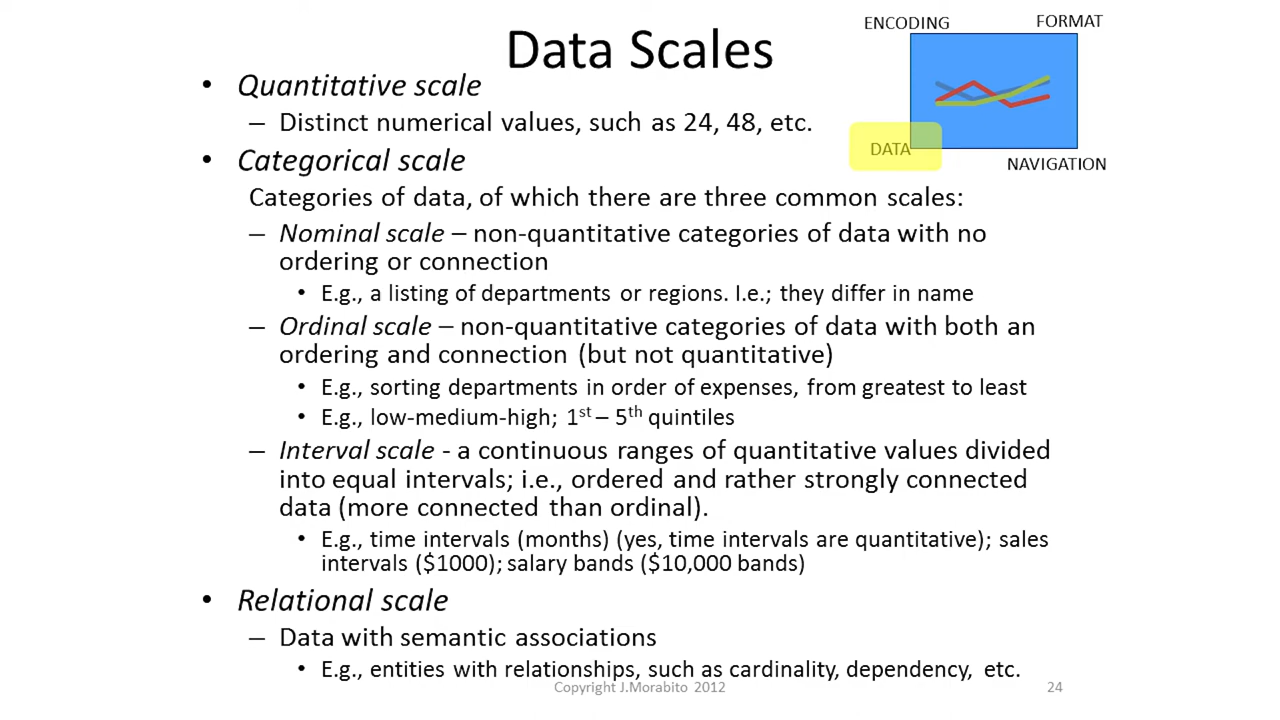 Data Scales
ENCODING
FORMAT
DATA
NAVIGATION
• Quantitative scale
– Distinct numerical values, such as 24, 48, etc.
• Categorical scale
Categories of data, of which there are three common scales:
– Nominal scale – non-quantitative categories of data with no
ordering or connection
• E.g., a listing of departments or regions. I.e.; they differ in name
– Ordinal scale – non-quantitative categories of data with both an
ordering and connection (but not quantitative)
• E.g., sorting departments in order of expenses, from greatest to least
• E.g., low-medium-high; 1st – 5th quintiles
– Interval scale - a continuous ranges of quantitative values divided
into equal intervals; i.e., ordered and rather strongly connected
data (more connected than ordinal).
• E.g., time intervals (months) (yes, time intervals are quantitative); sales
intervals ($1000); salary bands ($10,000 bands)
• Relational scale
– Data with semantic associations
• E.g., entities with relationships, such as cardinality, dependency, etc.
Copyright J.Morabito 2012
24